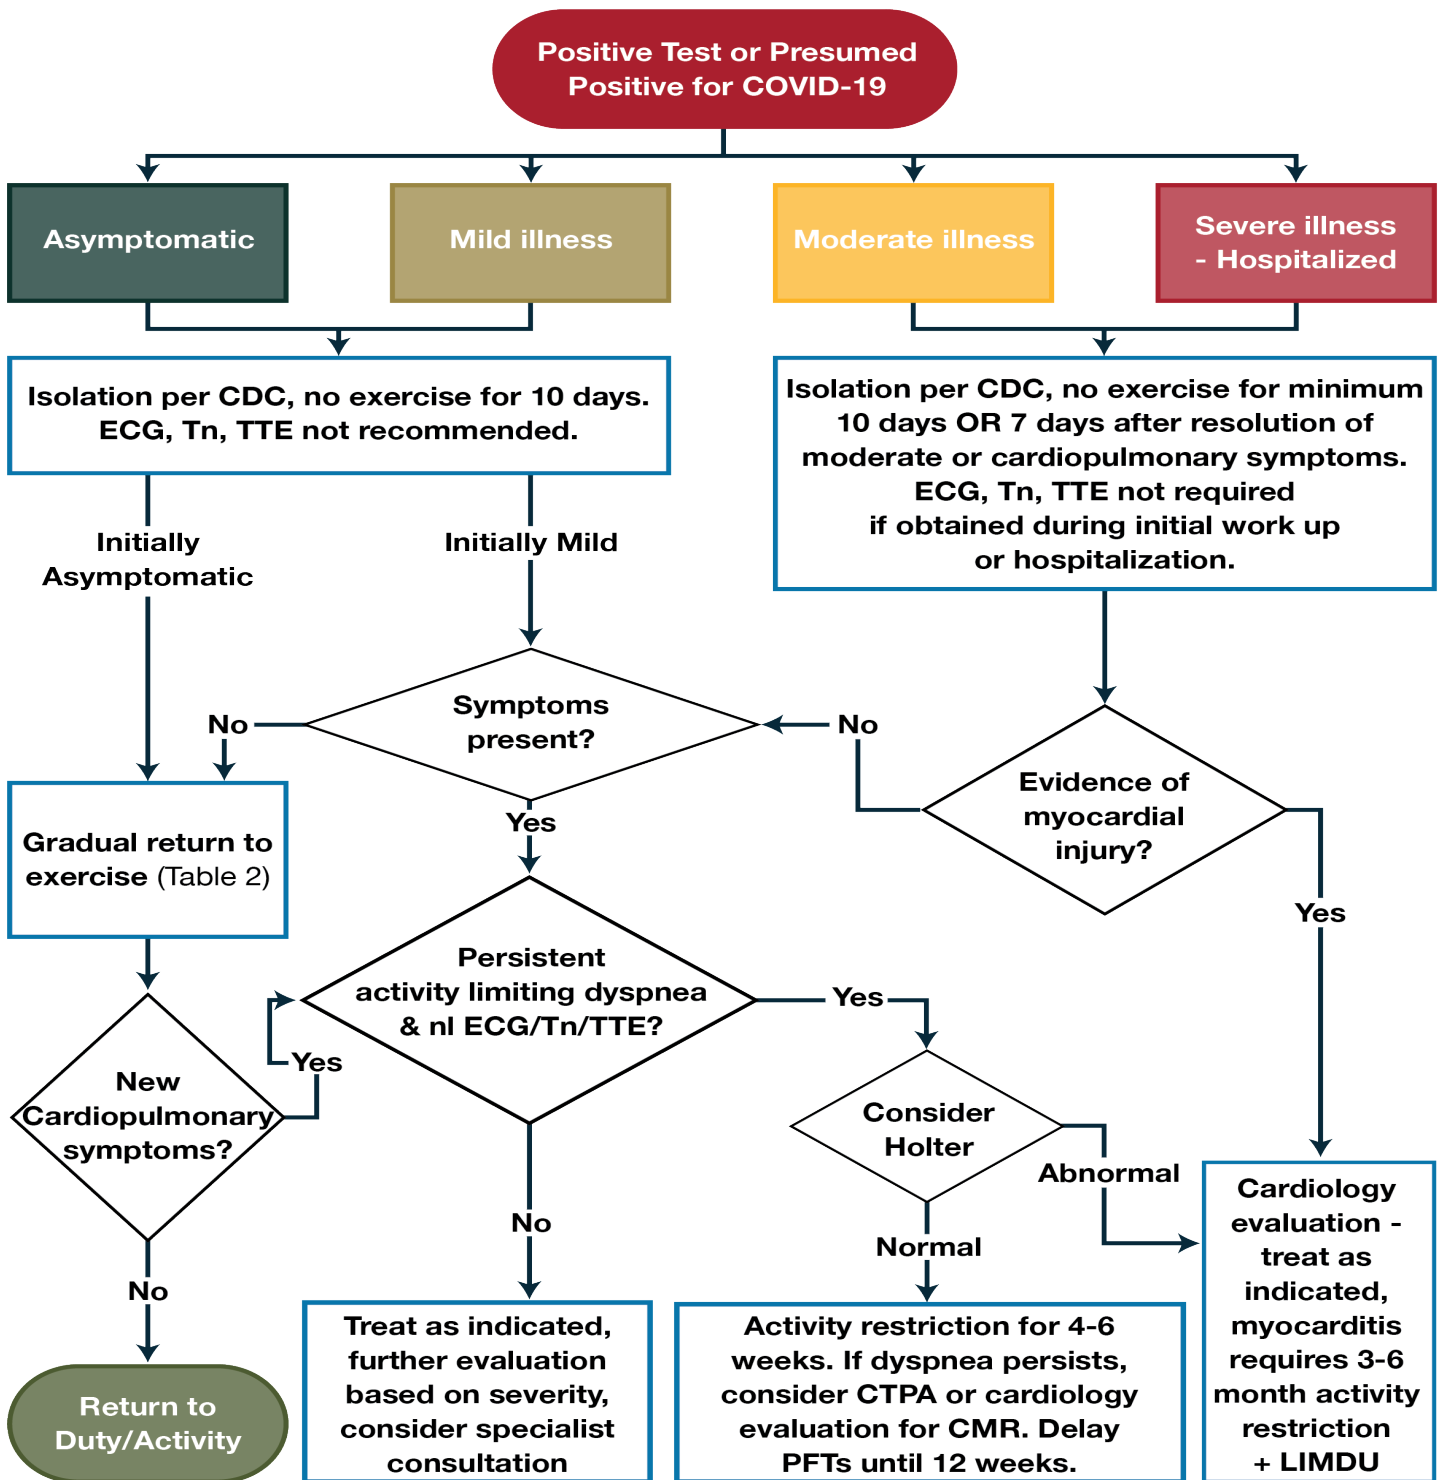 Positive Test or Presumed
Positive for COVID-19
Asymptomatic
Mild illness
Moderate illness
Severe illness
- Hospitalized
Isolation per CDC, no exercise for 10 days.
ECG, Tn, TTE not recommended.
Isolation per CDC, no exercise for minimum
10 days OR 7 days after resolution of
moderate or cardiopulmonary symptoms.
ECG, Tn, TTE not required
if obtained during initial work up
or hospitalization.
Initially
Asymptomatic
Initially Mild
Symptoms
present?
No
No
Evidence of
myocardial
injury?
Yes
Gradual return to
exercise (Table 2)
Yes
Persistent
activity limiting dyspnea
& nl ECG/Tn/TTE?
Yes
Yes
New
Cardiopulmonary
symptoms?
Consider
Holter
Abnormal
No
Normal
No
Cardiology
evaluation -
treat as
indicated,
myocarditis
requires 3-6
month activity
restriction
+ LIMDU
Treat as indicated,
further evaluation
based on severity,
consider specialist
consultation
Activity restriction for 4-6
weeks. If dyspnea persists,
consider CTPA or cardiology
evaluation for CMR. Delay
PFTs until 12 weeks.
Return to
Duty/Activity